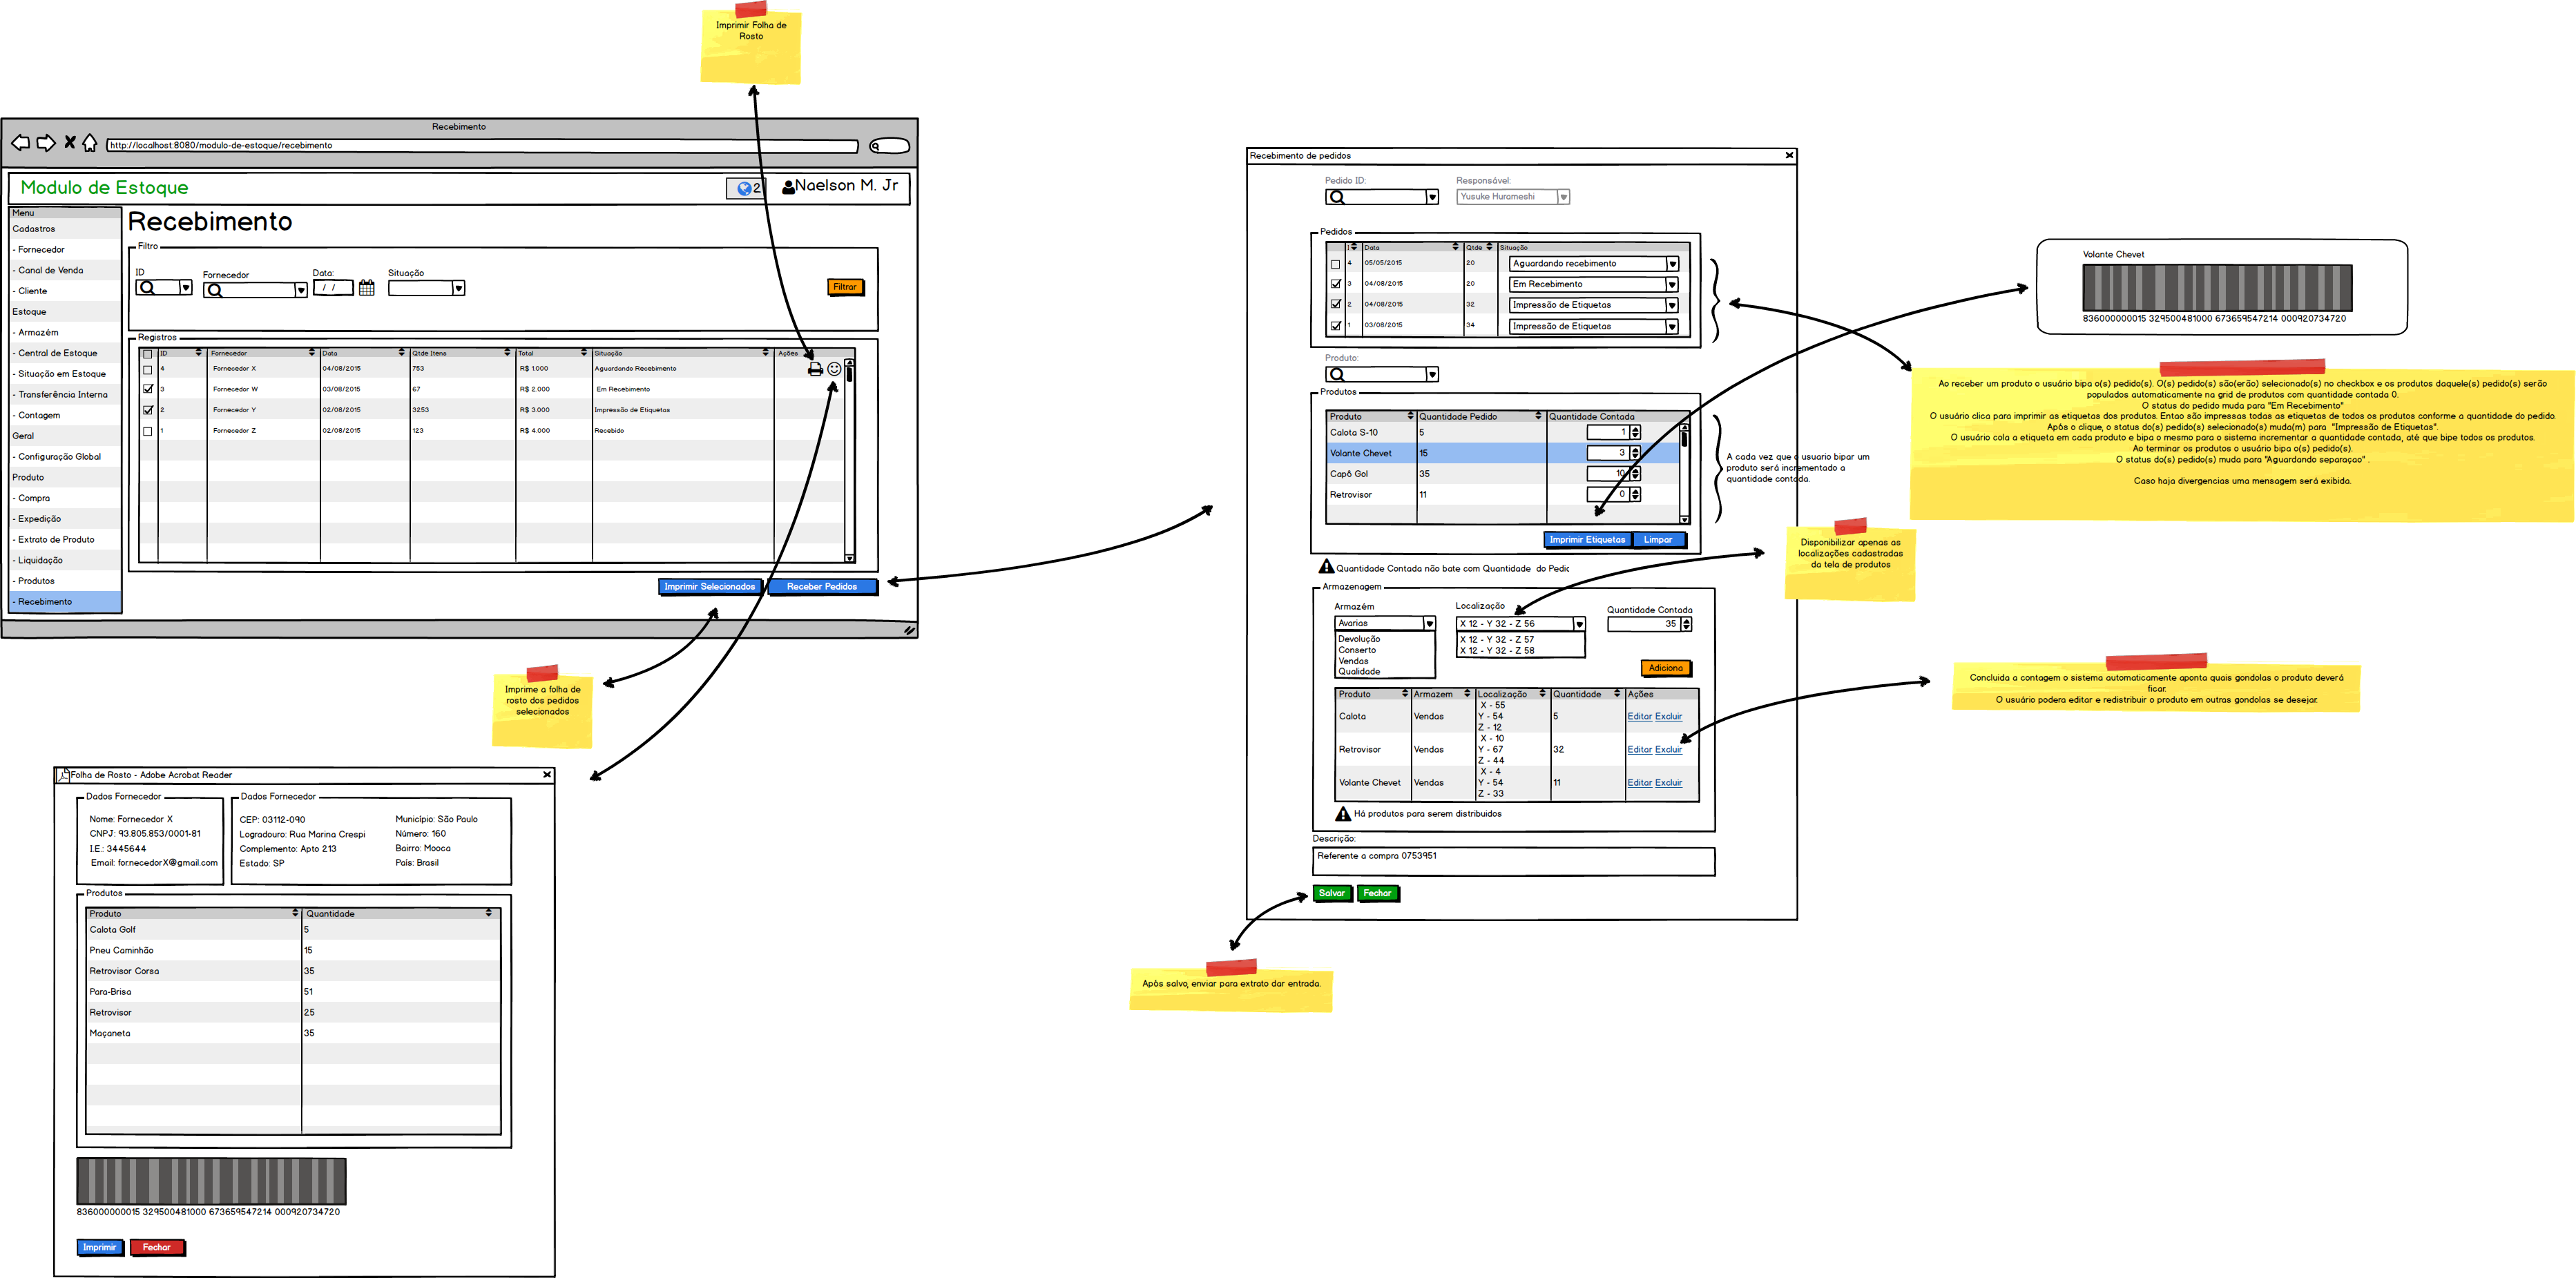 Imprimir Folha de
Rosto
Recebimento
http://localhost:8080/modulo-de-estoque/recebimento
Modulo de Estoque
2
Naelson M. Jr
Menu
Cadastros
- Fornecedor
- Canal de Venda
- Cliente
Estoque
- Armazém
- Central de Estoque
- Situação em Estoque
- Transferência Interna
- Contagem
Geral
- Configuração Global
Produto
- Compra
- Expedição
- Extrato de Produto
- Liquidação
- Produtos
- Recebimento
Recebimento
Filtro
ID Fornecedor Data: Situação
/ /
Filtrar
Registros
ID Fornecedor Data Qtde Itens Total Situação Ações
4 Fornecedor X 04/08/2015 753 R$ 1.000 Aguardando Recebimento
3 Fornecedor W 03/08/2015 67 R$ 2.000 Em Recebimento
2 Fornecedor Y 02/08/2015 3253 R$ 3.000 Impressão de Etiquetas
1 Fornecedor Z 02/08/2015 123 R$ 4.000 Recebido
Imprimir Selecionados Receber Pedidos
Imprime a folha de
rosto dos pedidos
selecionados
Folha de Rosto - Adobe Acrobat Reader
Dados Fornecedor
Nome: Fornecedor X
CNPJ: 93.805.853/0001-81
I.E.: 3445644
Email: fornecedorX@gmail.com
Dados Fornecedor
CEP: 03112-090 Município: São Paulo
Logradouro: Rua Marina Crespi Número: 160
Complemento: Apto 213 Bairro: Mooca
Estado: SP País: Brasil
Produtos
Produto Quantidade
Calota Golf 5
Pneu Caminhão 15
Retrovisor Corsa 35
Para-Brisa 51
Retrovisor 25
Maçaneta 35
836000000015 329500481000 673659547214 000920734720
Imprimir Fechar
Recebimento de pedidos
Pedido ID: Responsável:
Yusuke Hurameshi
Pedidos
I Data Qtde Situação
4 05/05/2015 20 Aguardando recebimento
3 04/08/2015 20 Em Recebimento
2 04/08/2015 32 Impressão de Etiquetas
1 03/08/2015 34 Impressão de Etiquetas
Produto:
Produtos
Produto Quantidade Pedido Quantidade Contada
Calota S-10 5 1
Volante Chevet 15 3
Capô Gol 35 10
Retrovisor 11 0
Imprimir Etiquetas Limpar
A cada vez que o usuario bipar um
produto será incrementado a
quantidade contada.
Quantidade Contada não bate com Quantidade do Pedic
Armazenagem
Armazém Localização Quantidade Contada
Avarias X 12 - Y 32 - Z 56 35
Devolução X 12 - Y 32 - Z 57
Conserto X 12 - Y 32 - Z 58
Vendas
Qualidade
Adiciona
Produto Armazem Localização Quantidade Ações
X - 55
Calota Vendas Y - 54 5 Editar Excluir
Z - 12
X - 10
Retrovisor Vendas Y - 67 32 Editar Excluir
Z - 44
X - 4
Volante Chevet Vendas Y - 54 11 Editar Excluir
Z - 33
Há produtos para serem distribuidos
Descrição:
Referente a compra 0753951
Salvar Fechar
Após salvo, enviar para extrato dar entrada.
Volante Chevet
836000000015 329500481000 673659547214 000920734720
Ao receber um produto o usuário bipa o(s) pedido(s). O(s) pedido(s) são(erão) selecionado(s) no checkbox e os produtos daquele(s) pedido(s) serão
populados automaticamente na grid de produtos com quantidade contada 0.
O status do pedido muda para "Em Recebimento"
O usuário clica para imprimir as etiquetas dos produtos. Entao são impressas todas as etiquetas de todos os produtos conforme a quantidade do pedido.
Após o clique, o status do(s) pedido(s) selecionado(s) muda(m) para "Impressão de Etiquetas".
O usuário cola a etiqueta em cada produto e bipa o mesmo para o sistema incrementar a quantidade contada, até que bipe todos os produtos.
Ao terminar os produtos o usuário bipa o(s) pedido(s).
O status do(s) pedido(s) muda para "Aguardando separaçao" .
Caso haja divergencias uma mensagem será exibida.
Disponibilizar apenas as
localizações cadastradas
da tela de produtos
Concluida a contagem o sistema automaticamente aponta quais gondolas o produto deverá
ficar.
O usuário podera editar e redistribuir o produto em outras gondolas se desejar.